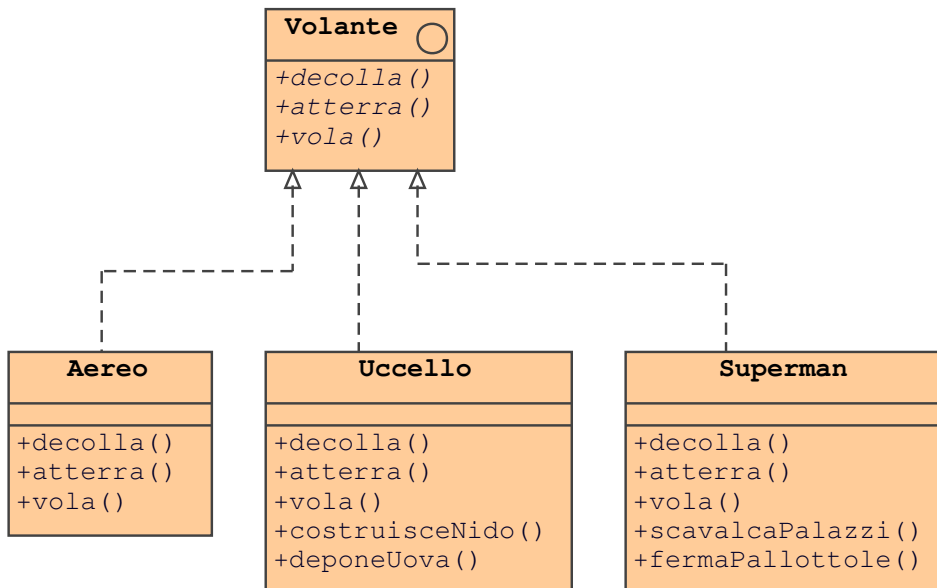 Volante
+decolla()
+atterra()
+vola()
Aereo
+decolla()
+atterra()
+vola()
Uccello
+decolla()
+atterra()
+vola()
+costruisceNido()
+deponeUova()
Superman
+decolla()
+atterra()
+vola()
+scavalcaPalazzi()
+fermaPallottole()